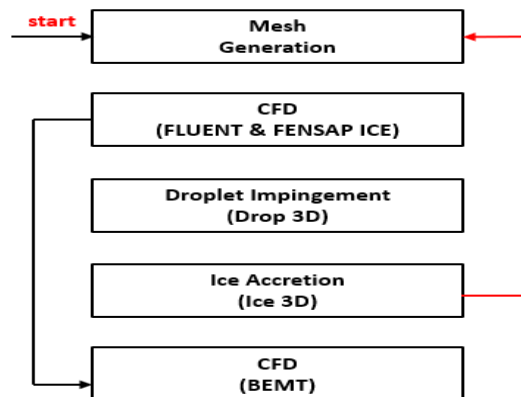 start
Mesh
Generation
CFD
(FLUENT & FENSAP ICE)
Droplet Impingement
(Drop 3D)
Ice Accretion
(Ice 3D)
CFD
(BEMT)